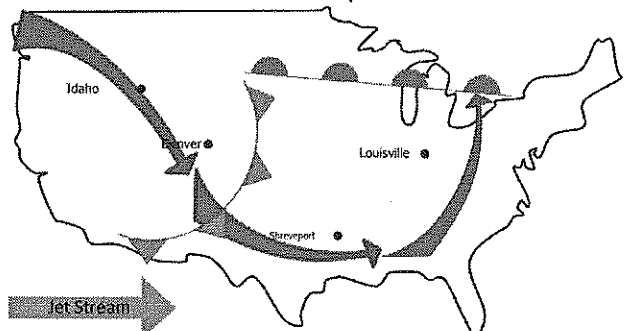 Idaho
Denver
Louisville
Shreveport
Jet Stream